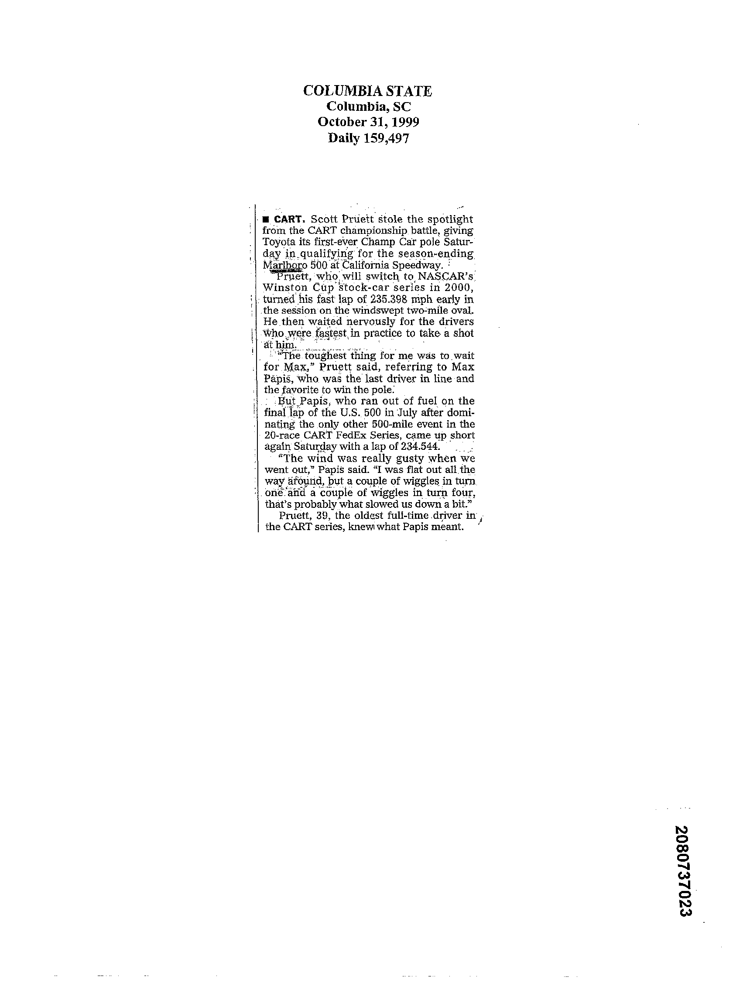 COLUMBIA STATE
Columbia, SC
October 31, 1999
Daily 159,497
■ CART. Scott Pruett stole the spotlight
from the CART championship battle, giving
Toyota its first-ever Champ Car pole Satur-
day in qualifying for the season-ending
Marlboro 500 at California Speedway.
Pruett, who will switch to NASCAR's
Winston Cup stock-car series in 2000,
turned his fast lap of 235.398 mph early in
the session on the windswept two-mile oval.
He then waited nervously for the drivers
who were fastest in practice to take a shot
at him.
"The toughest thing for me was to wait
for Max," Pruett said, referring to Max
Papis, who was the last driver in line and
the favorite to win the pole.
But Papis, who ran out of fuel on the
final lap of the U.S. 500 in July after domi-
nating the only other 500-mile event in the
20-race CART FedEx Series, came up short
again Saturday with a lap of 234.544.
"The wind was really gusty when we
went out," Papis said. "I was flat out all the
way around, but a couple of wiggles in turn
one and a couple of wiggles in turn four,
that's probably what slowed us down a bit."
Pruett, 39, the oldest full-time driver in
the CART series, knew what Papis meant.
2080737023